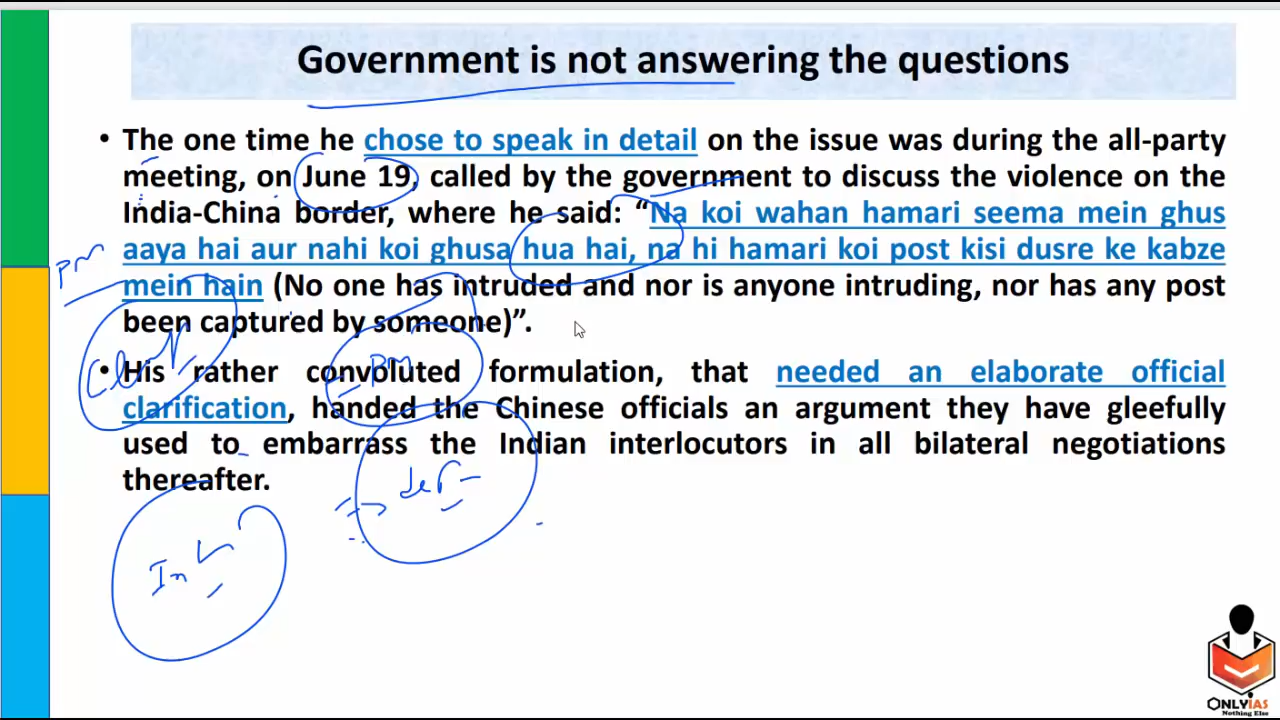 Government is not answering the questions
• The one time he chose to speak in detail on the issue was during the all-party
meeting, on June 19, called by the government to discuss the violence on the
India-China border, where he said: “Na koi wahan hamari seema mein ghus
aaya hai aur nahi koi ghusa hua hai, na hi hamari koi post kisi dusre ke kabze
mein hain (No one has intruded and nor is anyone intruding, nor has any post
been captured by someone)”.
PM
• His rather convoluted formulation, that needed an elaborate official
PM
clarification, handed the Chinese officials an argument they have gleefully
used to embarrass the Indian interlocutors in all bilateral negotiations
thereafter.
ONLYIAS
Nothing Else